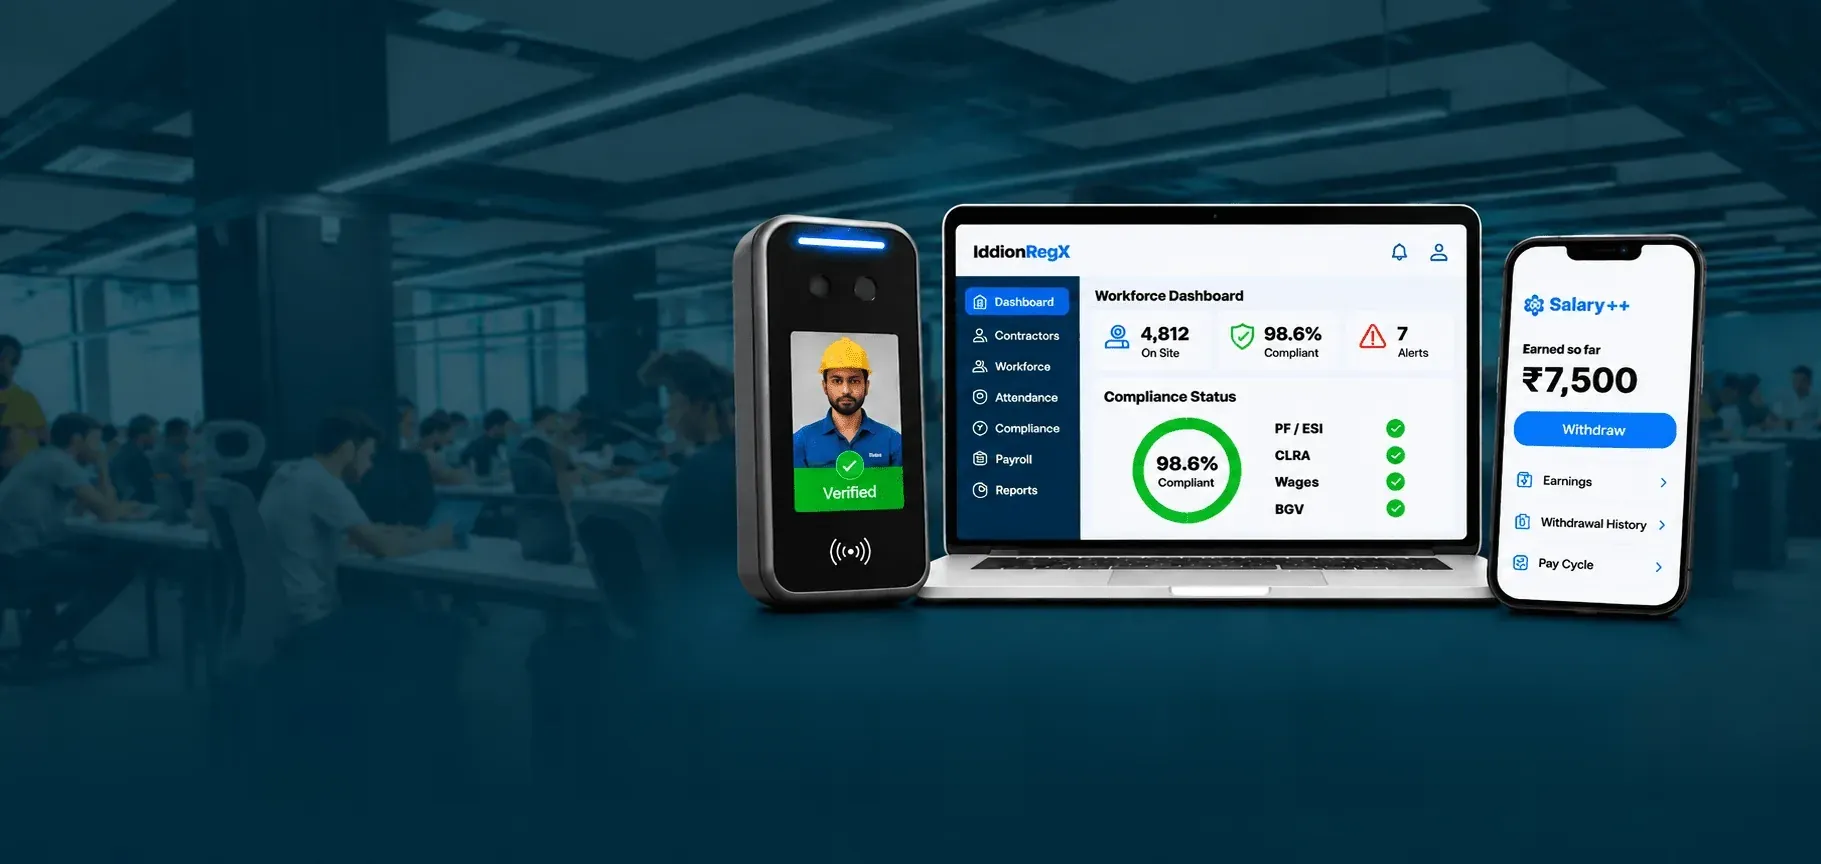 Verified
IddionRegX
Dashboard
Contractors
Workforce
Attendance
Compliance
Payroll
Reports
Workforce Dashboard
4,812
On Site
98.6%
Compliant
7
Alerts
Compliance Status
98.6%
Compliant
PF / ESI
CLRA
Wages
BGV
Salary++
Earned so far
₹7,500
Withdraw
Earnings
Withdrawal History
Pay Cycle